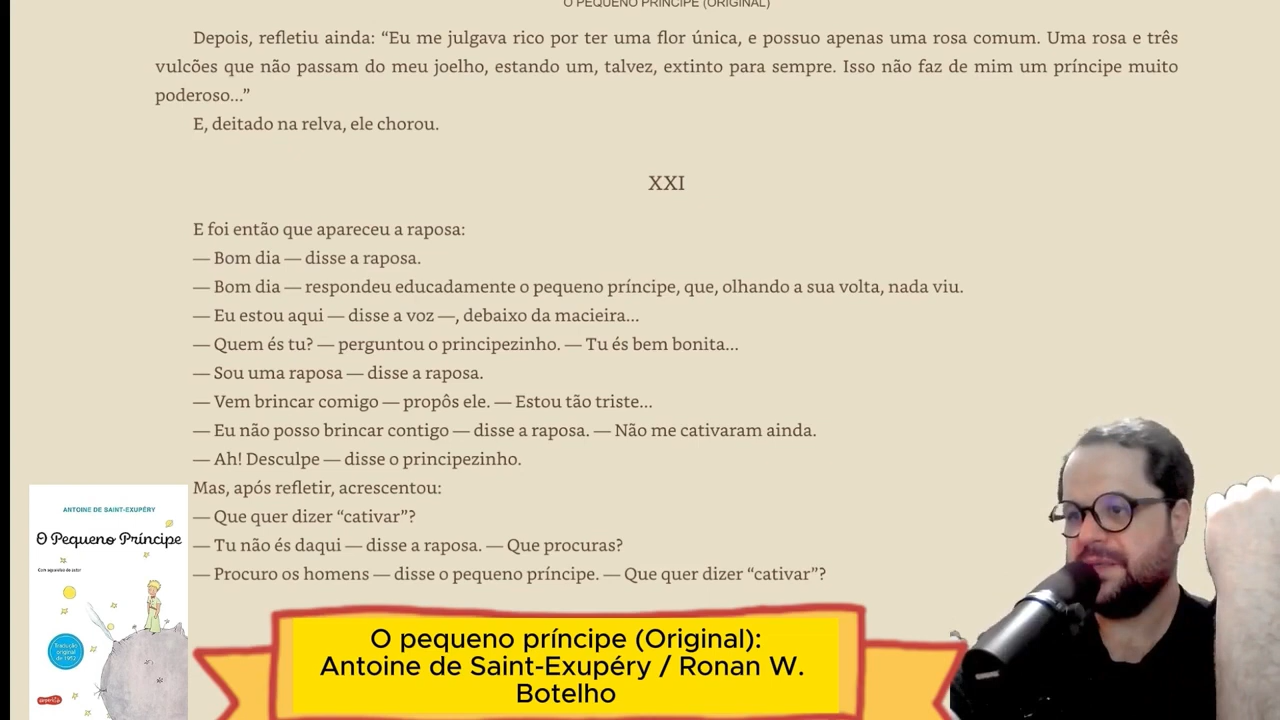 O PEQUENO PRÍNCIPE (ORIGINAL)
Depois, refletiu ainda: “Eu me julgava rico por ter uma flor única, e possuo apenas uma rosa comum. Uma rosa e três
vulcões que não passam do meu joelho, estando um, talvez, extinto para sempre. Isso não faz de mim um príncipe muito
poderoso...”
E, deitado na relva, ele chorou.
XXI
E foi então que apareceu a raposa:
— Bom dia — disse a raposa.
— Bom dia — respondeu educadamente o pequeno príncipe, que, olhando a sua volta, nada viu.
— Eu estou aqui — disse a voz —, debaixo da macieira...
— Quem és tu? — perguntou o principezinho. — Tu és bem bonita...
— Sou uma raposa — disse a raposa.
— Vem brincar comigo — propôs ele. — Estou tão triste...
— Eu não posso brincar contigo — disse a raposa. — Não me cativaram ainda.
— Ah! Desculpe — disse o principezinho.
Mas, após refletir, acrescentou:
— Que quer dizer “cativar”?
— Tu não és daqui — disse a raposa. — Que procuras?
— Procuro os homens — disse o pequeno príncipe. — Que quer dizer “cativar”?
ANTOINE DE SAINT-EXUPÉRY
O Pequeno Príncipe
Com aquarelas do autor
Tradução
original
de 1952
O pequeno príncipe (Original):
Antoine de Saint-Exupéry / Ronan W.
Botelho